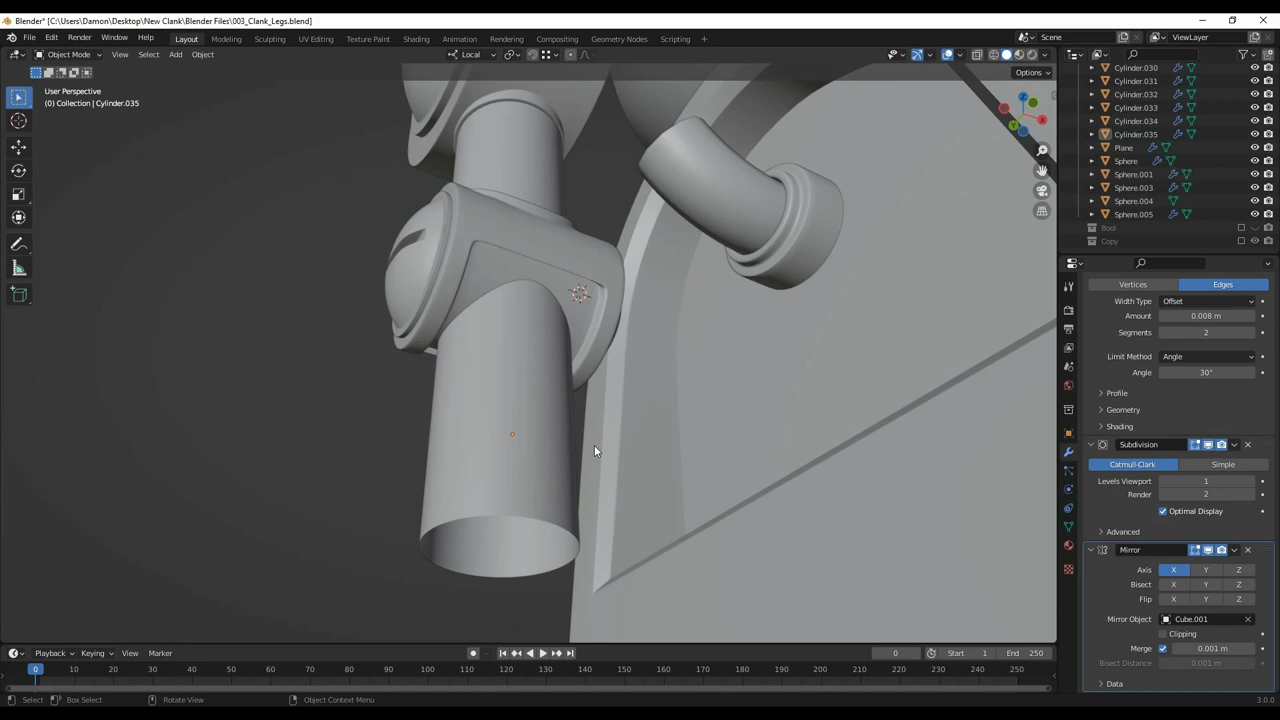 Blender* [C:\Users\Damon\Desktop\New Clank\Blender Files\003_Clank_Legs.blend]
File Edit Render Window Help Layout Modeling Sculpting UV Editing Texture Paint Shading Animation Rendering Compositing Geometry Nodes Scripting Scene ViewLayer
Object Mode View Select Add Object Local
Options
User Perspective
(0) Collection | Cylinder.035
Cylinder.030
Cylinder.031
Cylinder.032
Cylinder.033
Cylinder.034
Cylinder.035
Plane
Sphere
Sphere.001
Sphere.003
Sphere.004
Sphere.005
Bool
Copy
Vertices Edges
Width Type Offset
Amount 0.008 m
Segments 2
Limit Method Angle
Angle 30°
Profile
Geometry
Shading
Subdivision
Catmull-Clark Simple
Levels Viewport 1
Render 2
Optimal Display
Advanced
Mirror
Axis X Y Z
Bisect X Y Z
Flip X Y Z
Mirror Object Cube.001
Clipping
Merge 0.001 m
Bisect Distance 0.001 m
Data
Playback Keying View Marker 0 Start 1 End 250
0 10 20 30 40 50 60 70 80 90 100 110 120 130 140 150 160 170 180 190 200 210 220 230 240 250
Select Box Select Rotate View Object Context Menu 3.0.0